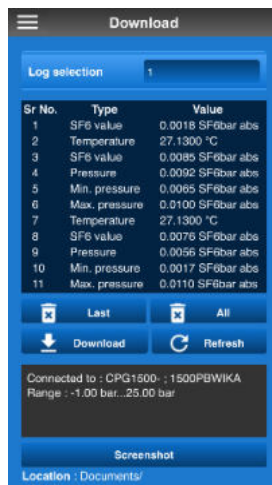 Download
Log selection 1
Sr No. Type Value
1 SF6 value 0.0018 SF6bar abs
2 Temperature 27.1300 °C
3 SF6 value 0.0085 SF6bar abs
4 Pressure 0.0092 SF6bar abs
5 Min. pressure 0.0065 SF6bar abs
6 Max. pressure 0.0100 SF6bar abs
7 Temperature 27.1300 °C
8 SF6 value 0.0076 SF6bar abs
9 Pressure 0.0056 SF6bar abs
10 Min. pressure 0.0017 SF6bar abs
11 Max. pressure 0.0110 SF6bar abs
Last All
Download Refresh
Connected to : CPG1500- ; 1500PBWIKA
Range : -1.00 bar...25.00
bar
Screenshot
Location : Documents/